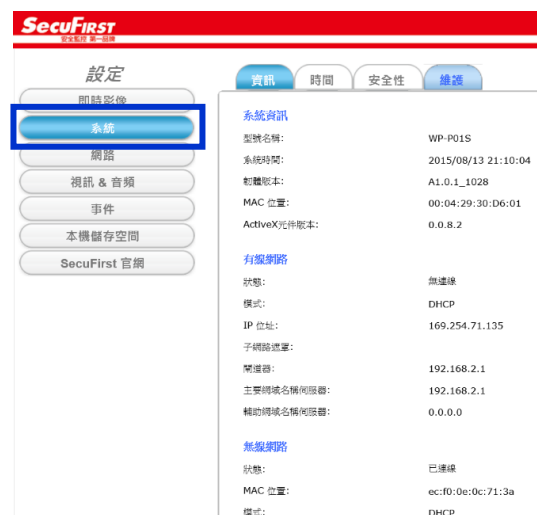 SecuFirst
安全監控 第一品牌
設定
即時影像
系統
網路
視訊 & 音頻
事件
本機儲存空間
SecuFirst 官網
資訊 時間 安全性 維護
系統資訊
型號名稱: WP-P01S
系統時間: 2015/08/13 21:10:04
韌體版本: A1.0.1_1028
MAC 位置: 00:04:29:30:D6:01
ActiveX元件版本: 0.0.8.2
有線網路
狀態: 無連線
模式: DHCP
IP 位址: 169.254.71.135
子網路遮罩:
閘道器: 192.168.2.1
主要網域名稱伺服器: 192.168.2.1
輔助網域名稱伺服器: 0.0.0.0
無線網路
狀態: 已連線
MAC 位置: ec:f0:0e:0c:71:3a
模式: DHCP